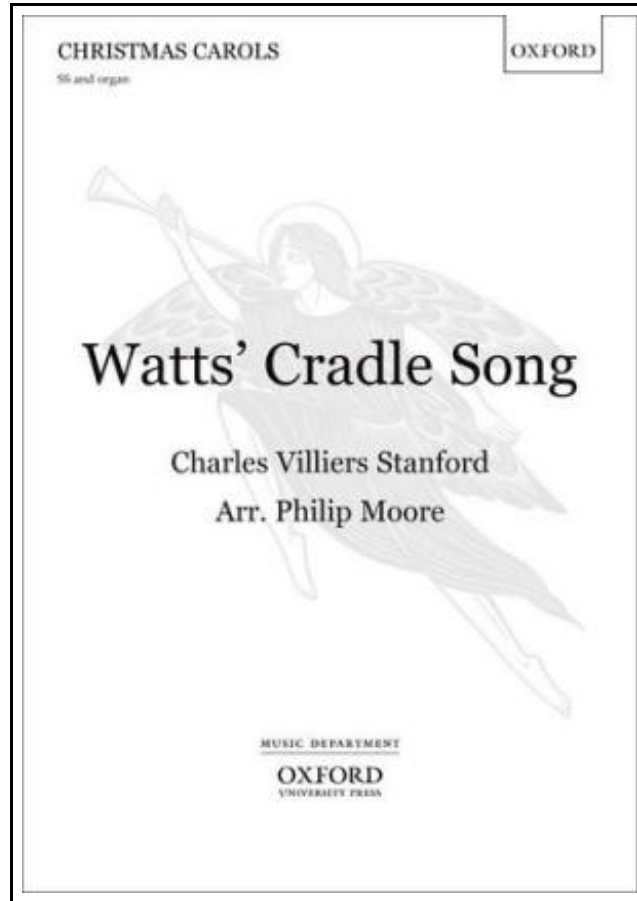 CHRISTMAS CAROLS
OXFORD
SS and organ
Watts’ Cradle Song
Charles Villiers Stanford
Arr. Philip Moore
MUSIC DEPARTMENT
OXFORD
UNIVERSITY PRESS